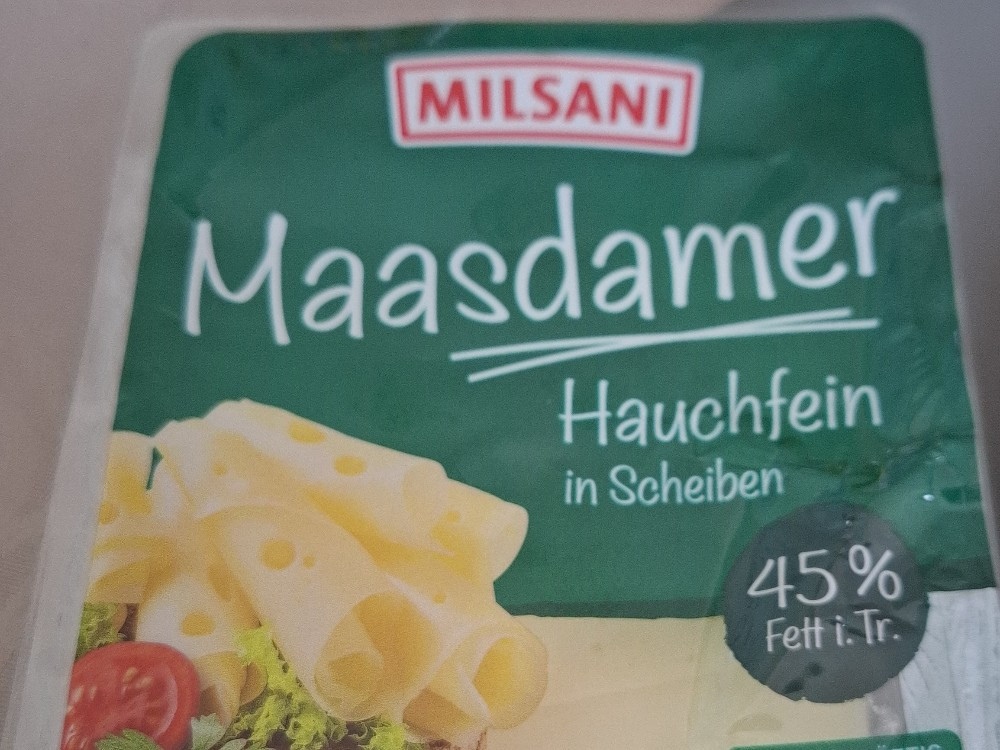 MILSANI
Maasdamer
Hauchfein
in Scheiben
45%
Fett i. Tr.